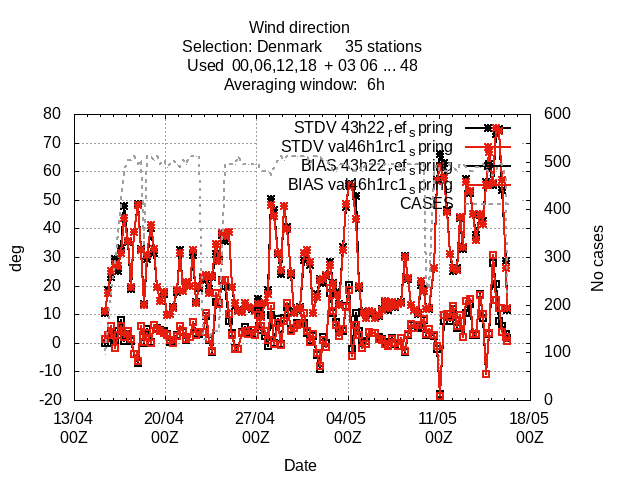 Wind direction
Selection: Denmark 35 stations
Used 00,06,12,18 + 03 06 ... 48
Averaging window: 6h
80 600
70
60 500
50
40 400
30
20 300
10
0 200
-10 100
-20 0
deg
No cases
STDV 43h22_ref_spring
STDV val46h1rc1_spring
BIAS 43h22_ref_spring
BIAS val46h1rc1_spring
CASES
13/04 20/04 27/04 04/05 11/05 18/05
00Z 00Z 00Z 00Z 00Z 00Z
Date